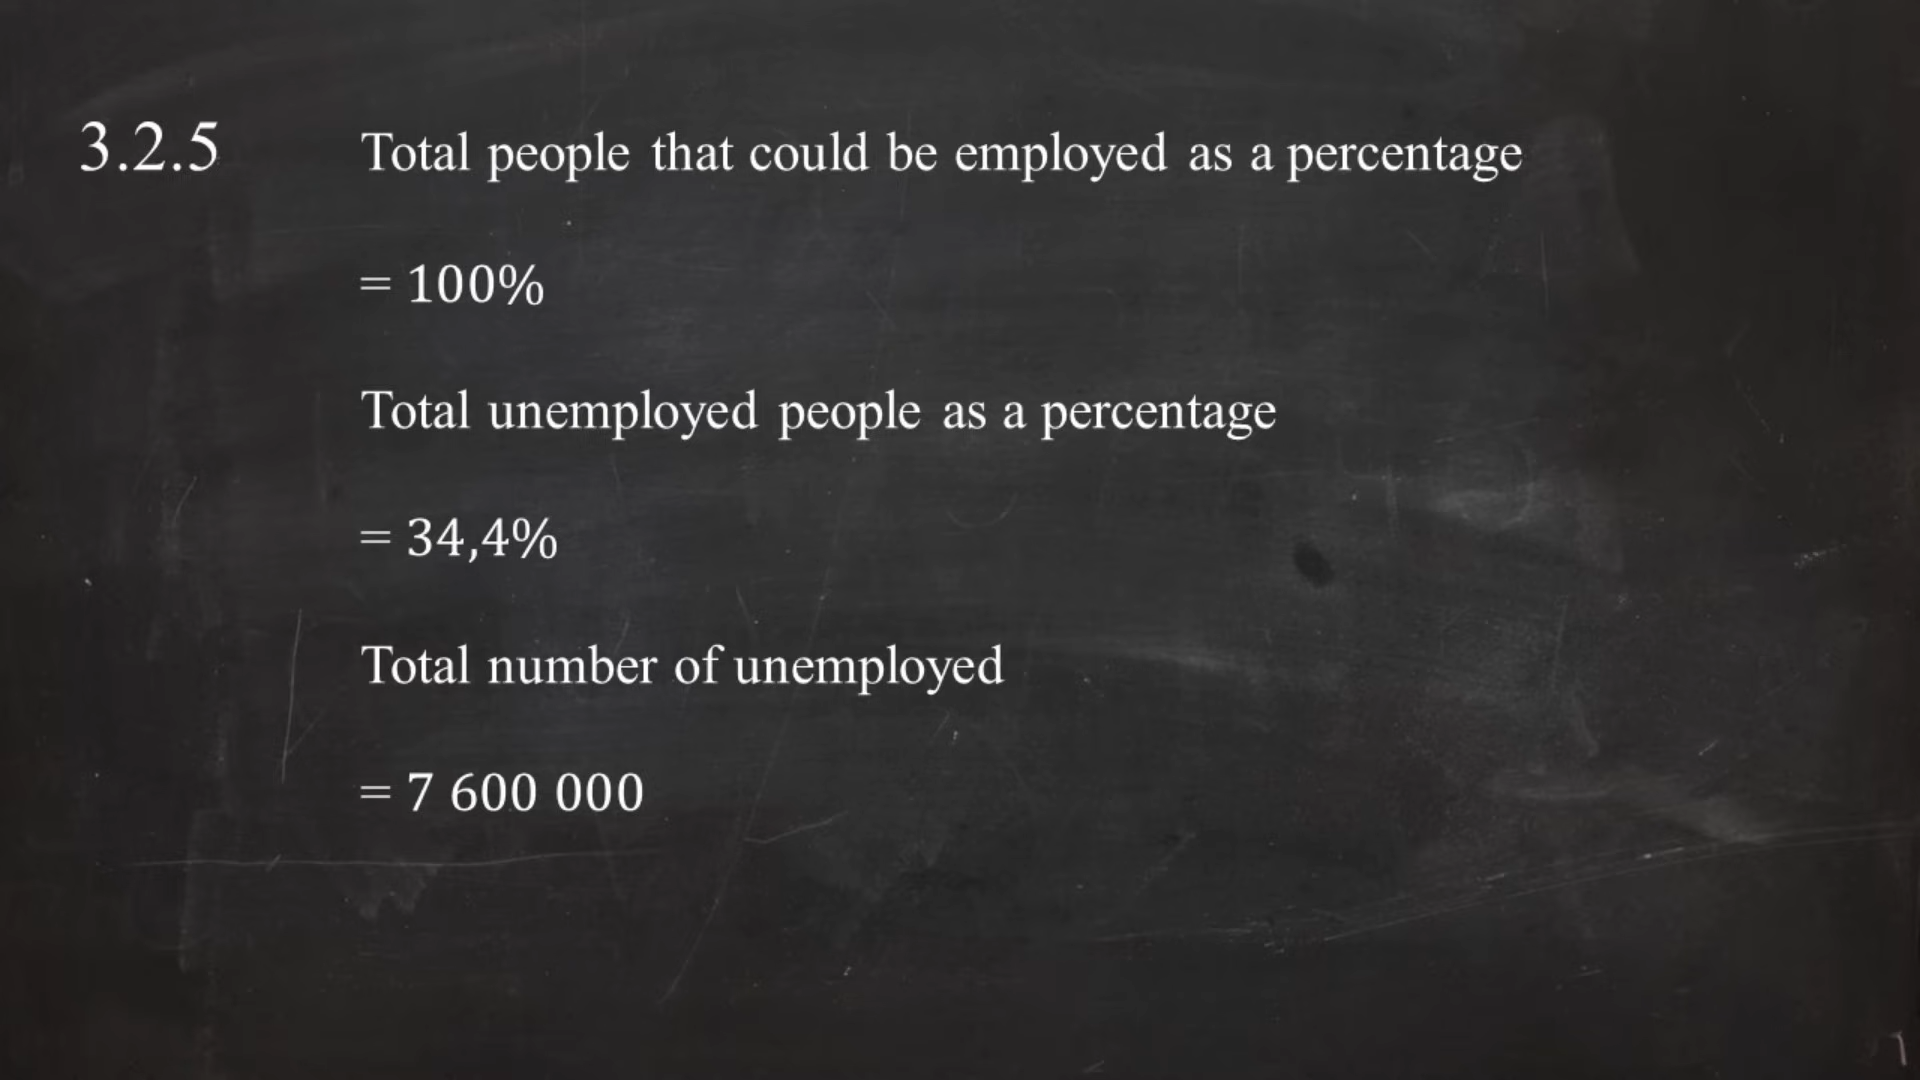 3.2.5 Total people that could be employed as a percentage
= 100%
Total unemployed people as a percentage
= 34,4%
Total number of unemployed
= 7 600 000